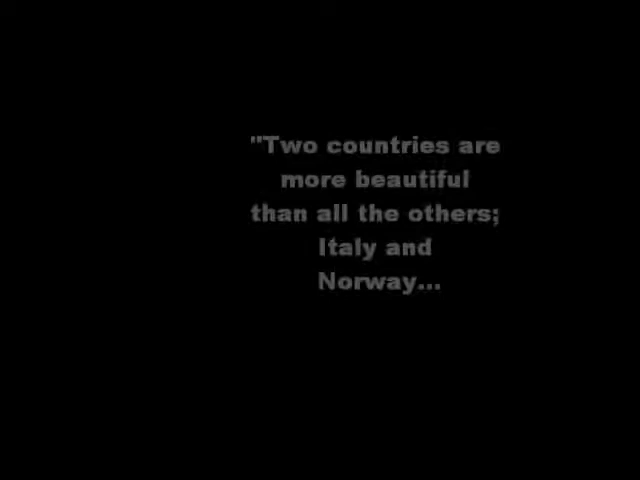 "Two countries are
more beautiful
than all the others;
Italy and
Norway...